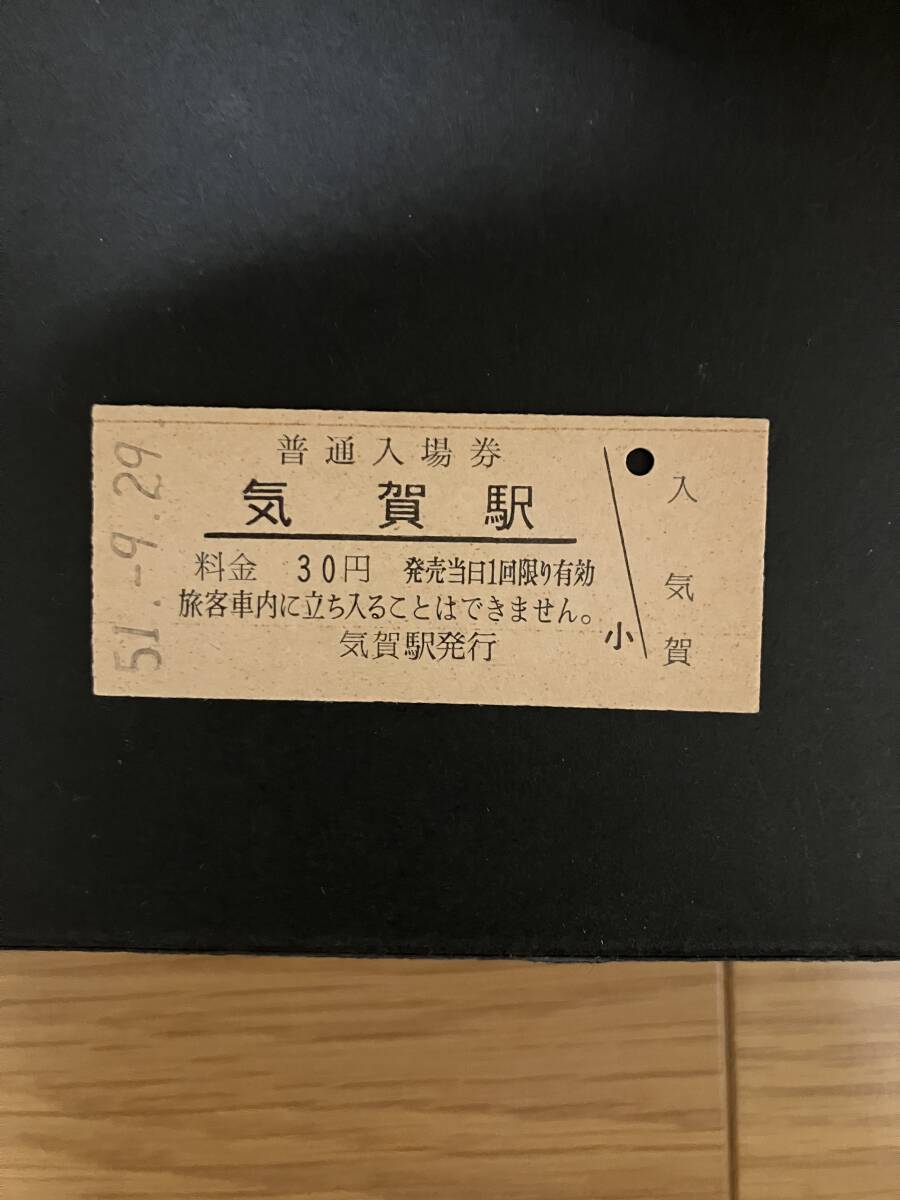 51.-9.29.
普通入場券
気賀駅
料金 30円 発売当日1回限り有効
旅客車内に立ち入ることはできません。
気賀駅発行
小
入
気
賀